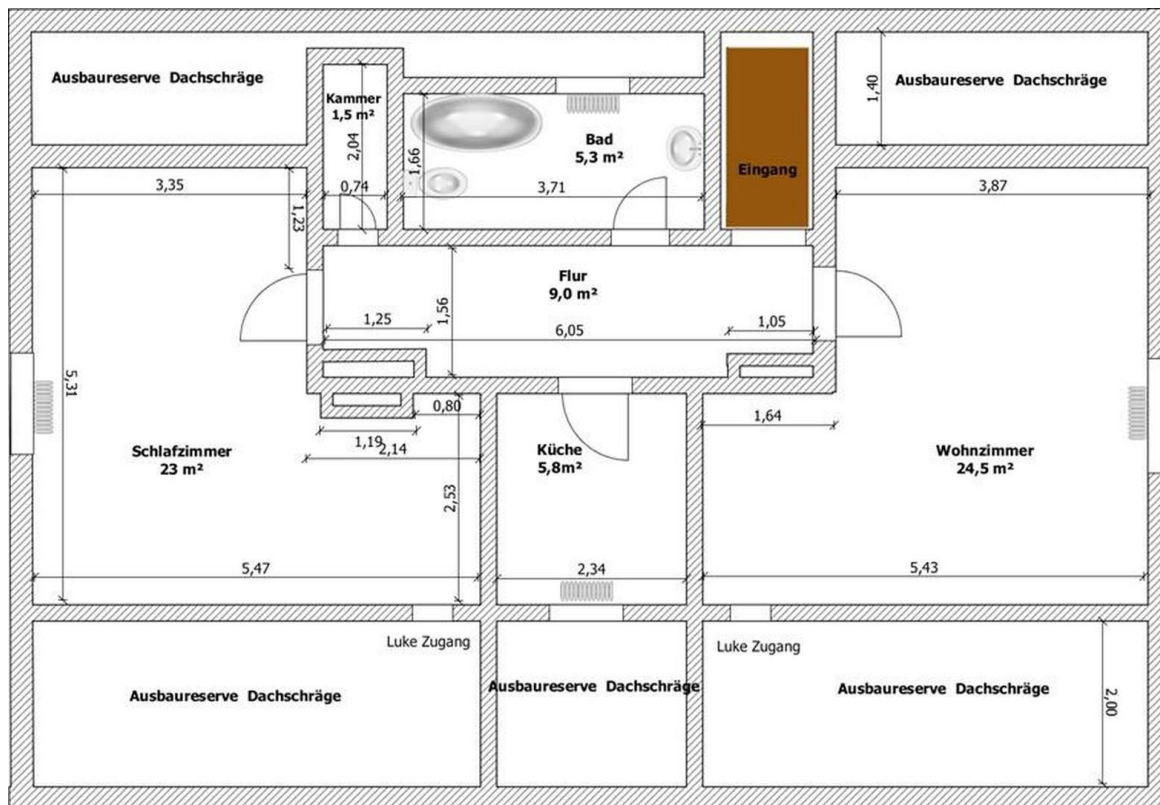 Ausbaureserve Dachschräge
Kammer
1,5 m²
2,04
0,74
1,66
Bad
5,3 m²
3,71
Eingang
1,40
Ausbaureserve Dachschräge
3,35
1,23
3,87
Flur
9,0 m²
1,56
1,25
6,05
1,05
5,31
0,80
1,19
2,14
1,64
Schlafzimmer
23 m²
Küche
5,8m²
Wohnzimmer
24,5 m²
2,53
5,47
2,34
5,43
Luke Zugang
Luke Zugang
Ausbaureserve Dachschräge
Ausbaureserve Dachschräge
Ausbaureserve Dachschräge
2,00